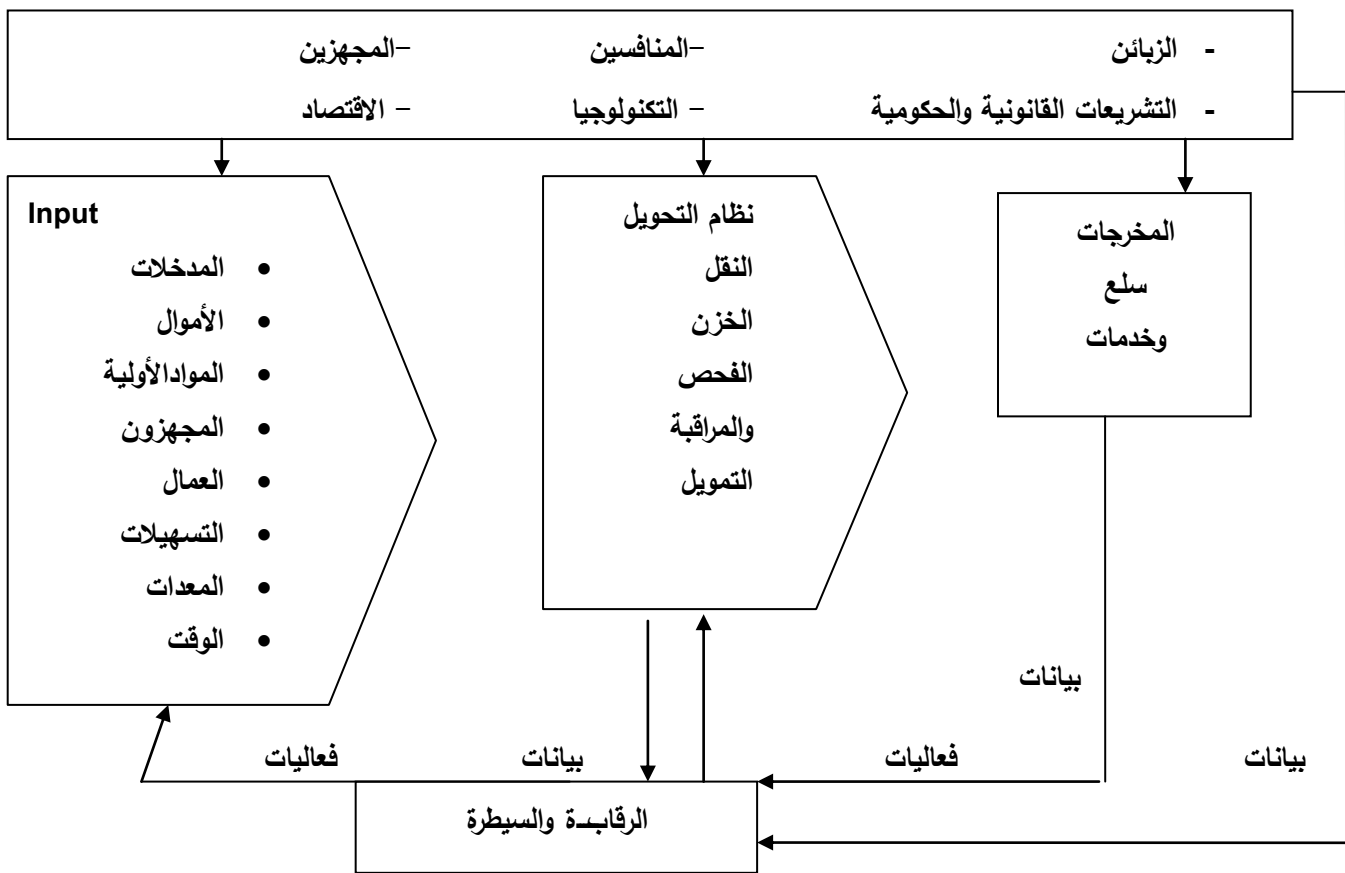 - الزبائن –المنافسين –المجهزين
- التشريعات القانونية والحكومية – التكنولوجيا – الاقتصاد
Input
• المدخلات
• الأموال
• الموادالأولية
• المجهزون
• العمال
• التسهيلات
• المعدات
• الوقت
نظام التحويل
النقل
الخزن
الفحص
والمراقبة
التمويل
المخرجات
سلع
وخدمات
بيانات
بيانات
فعاليات
بيانات
فعاليات
الرقابـة والسيطرة